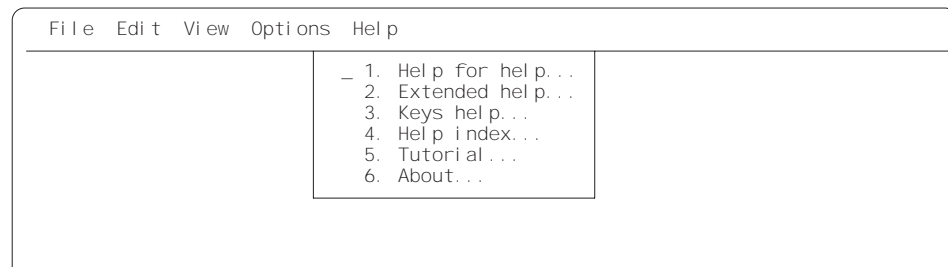 File Edit View Options Help
_ 1. Help for help...
2. Extended help...
3. Keys help...
4. Help index...
5. Tutorial...
6. About...